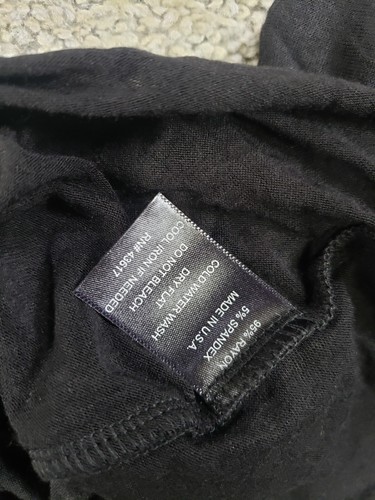 95% RAYON
5% SPANDEX
MADE IN U.S.A.
COLD WATER WASH
DRY FLAT
DO NOT BLEACH
COOL IRON IF NEEDED
RN# 43617